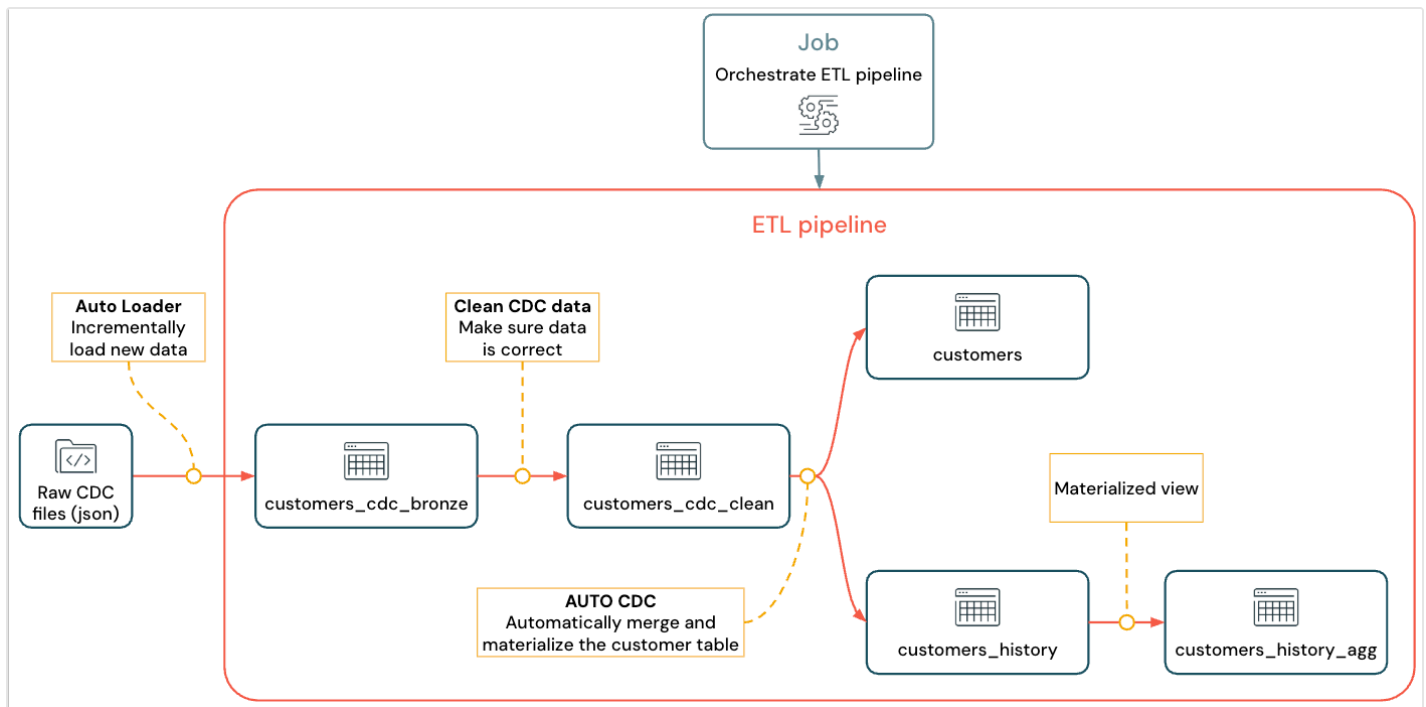 Job
Orchestrate ETL pipeline
ETL pipeline
Auto Loader
Incrementally
load new data
Clean CDC data
Make sure data
is correct
customers
Raw CDC
files (json)
</>
customers_cdc_bronze
customers_cdc_clean
Materialized view
AUTO CDC
Automatically merge and
materialize the customer table
customers_history
customers_history_agg